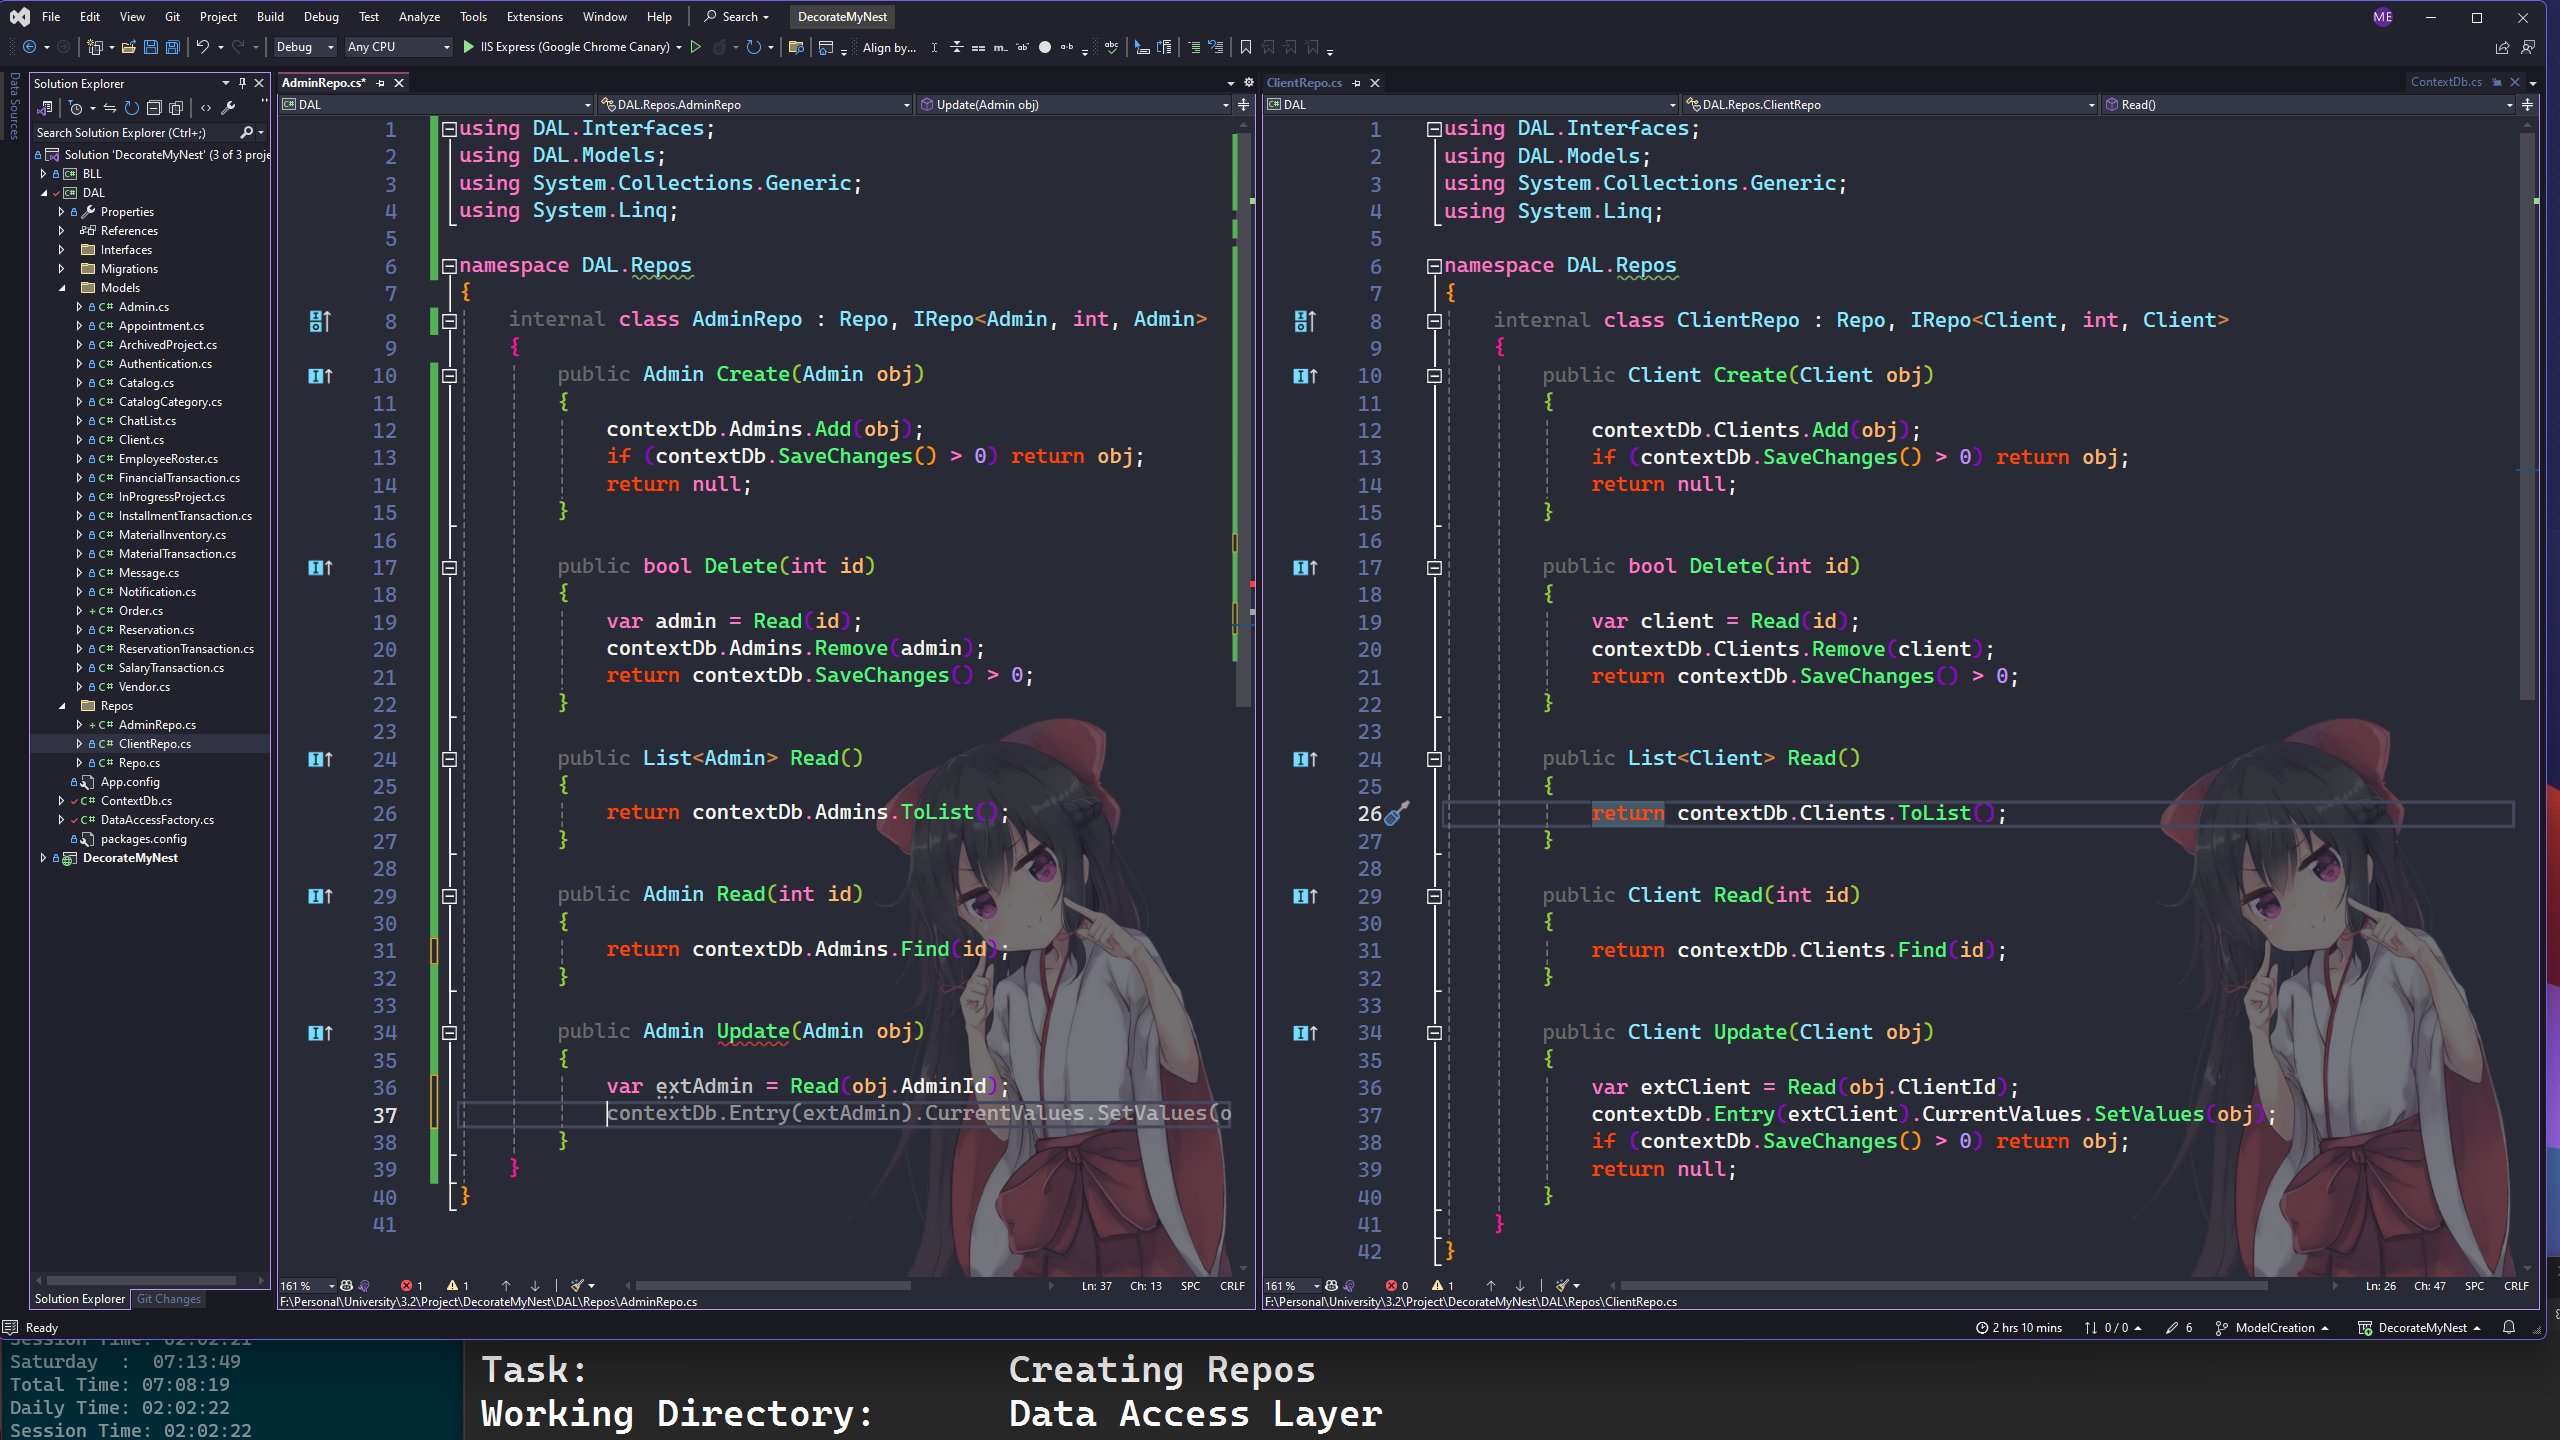 File Edit View Git Project Build Debug Test Analyze Tools Extensions Window Help Search DecorateMyNest ME
Debug Any CPU IIS Express (Google Chrome Canary) Align by...
Data Sources
Solution Explorer
Search Solution Explorer (Ctrl+;)
Solution 'DecorateMyNest' (3 of 3 proje
BLL
DAL
Properties
References
Interfaces
Migrations
Models
Admin.cs
Appointment.cs
ArchivedProject.cs
Authentication.cs
Catalog.cs
CatalogCategory.cs
ChatList.cs
Client.cs
EmployeeRoster.cs
FinancialTransaction.cs
InProgressProject.cs
InstallmentTransaction.cs
MaterialInventory.cs
MaterialTransaction.cs
Message.cs
Notification.cs
Order.cs
Reservation.cs
ReservationTransaction.cs
SalaryTransaction.cs
Vendor.cs
Repos
AdminRepo.cs
ClientRepo.cs
Repo.cs
App.config
ContextDb.cs
DataAccessFactory.cs
packages.config
DecorateMyNest
Solution Explorer Git Changes
AdminRepo.cs*
DAL DAL.Repos.AdminRepo Update(Admin obj)
1 using DAL.Interfaces;
2 using DAL.Models;
3 using System.Collections.Generic;
4 using System.Linq;
5
6 namespace DAL.Repos
7 {
8 internal class AdminRepo : Repo, IRepo<Admin, int, Admin>
9 {
10 public Admin Create(Admin obj)
11 {
12 contextDb.Admins.Add(obj);
13 if (contextDb.SaveChanges() > 0) return obj;
14 return null;
15 }
16
17 public bool Delete(int id)
18 {
19 var admin = Read(id);
20 contextDb.Admins.Remove(admin);
21 return contextDb.SaveChanges() > 0;
22 }
23
24 public List<Admin> Read()
25 {
26 return contextDb.Admins.ToList();
27 }
28
29 public Admin Read(int id)
30 {
31 return contextDb.Admins.Find(id);
32 }
33
34 public Admin Update(Admin obj)
35 {
36 var extAdmin = Read(obj.AdminId);
37 contextDb.Entry(extAdmin).CurrentValues.SetValues(o
38 }
39 }
40 }
41
161 % 1 1 Ln: 37 Ch: 13 SPC CRLF
F:\Personal\University\3.2\Project\DecorateMyNest\DAL\Repos\AdminRepo.cs
ClientRepo.cs ContextDb.cs
DAL DAL.Repos.ClientRepo Read()
1 using DAL.Interfaces;
2 using DAL.Models;
3 using System.Collections.Generic;
4 using System.Linq;
5
6 namespace DAL.Repos
7 {
8 internal class ClientRepo : Repo, IRepo<Client, int, Client>
9 {
10 public Client Create(Client obj)
11 {
12 contextDb.Clients.Add(obj);
13 if (contextDb.SaveChanges() > 0) return obj;
14 return null;
15 }
16
17 public bool Delete(int id)
18 {
19 var client = Read(id);
20 contextDb.Clients.Remove(client);
21 return contextDb.SaveChanges() > 0;
22 }
23
24 public List<Client> Read()
25 {
26 return contextDb.Clients.ToList();
27 }
28
29 public Client Read(int id)
30 {
31 return contextDb.Clients.Find(id);
32 }
33
34 public Client Update(Client obj)
35 {
36 var extClient = Read(obj.ClientId);
37 contextDb.Entry(extClient).CurrentValues.SetValues(obj);
38 if (contextDb.SaveChanges() > 0) return obj;
39 return null;
40 }
41 }
42 }
161 % 0 1 Ln: 26 Ch: 47 SPC CRLF
F:\Personal\University\3.2\Project\DecorateMyNest\DAL\Repos\ClientRepo.cs
Ready 2 hrs 10 mins 0 / 0 6 ModelCreation DecorateMyNest
Session Time: 02:02:21
Saturday : 07:13:49
Total Time: 07:08:19
Daily Time: 02:02:22
Session Time: 02:02:22
Task: Creating Repos
Working Directory: Data Access Layer